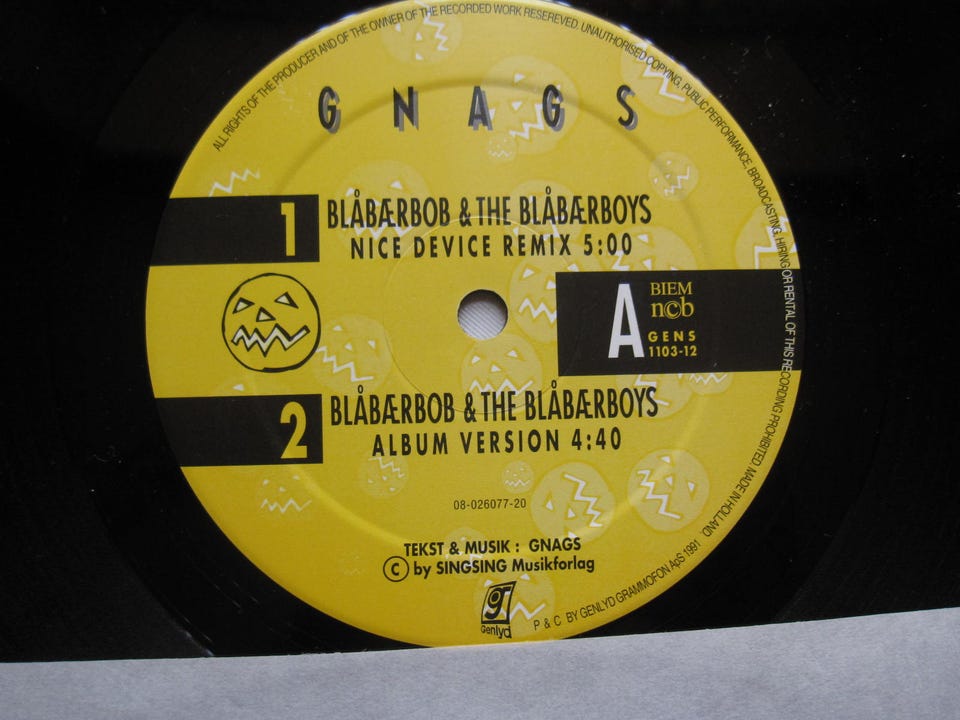 ALL RIGHTS OF THE PRODUCER AND OF THE OWNER OF THE RECORDED WORK RESEREVED. UNAUTHORISED COPYING, PUBLIC PERFORMANCE, BROADCASTING, HIRING OR RENTAL OF THIS RECORDING PROHIBITED. MADE IN HOLLAND.
GNAGS
1 BLÅBÆRBOB & THE BLÅBÆRBOYS
NICE DEVICE REMIX 5:00
A
BIEM
n©b
GENS
1103-12
2 BLÅBÆRBOB & THE BLÅBÆRBOYS
ALBUM VERSION 4:40
08-026077-20
TEKST & MUSIK : GNAGS
© by SINGSING Musikforlag
g
Genlyd
P & C BY GENLYD GRAMMOFON ApS 1991